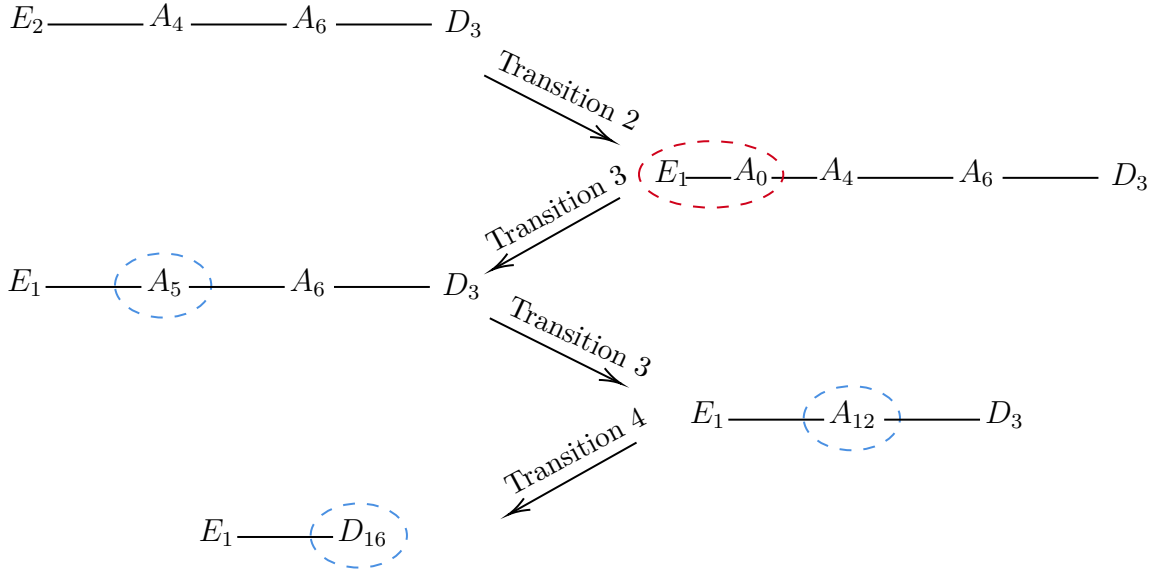 E₂ A₄ A₆ D₃
Transition 2
E₁ A₀ A₄ A₆ D₃
Transition 3
E₁ A₅ A₆ D₃
Transition 3
E₁ A₁₂ D₃
Transition 4
E₁ D₁₆